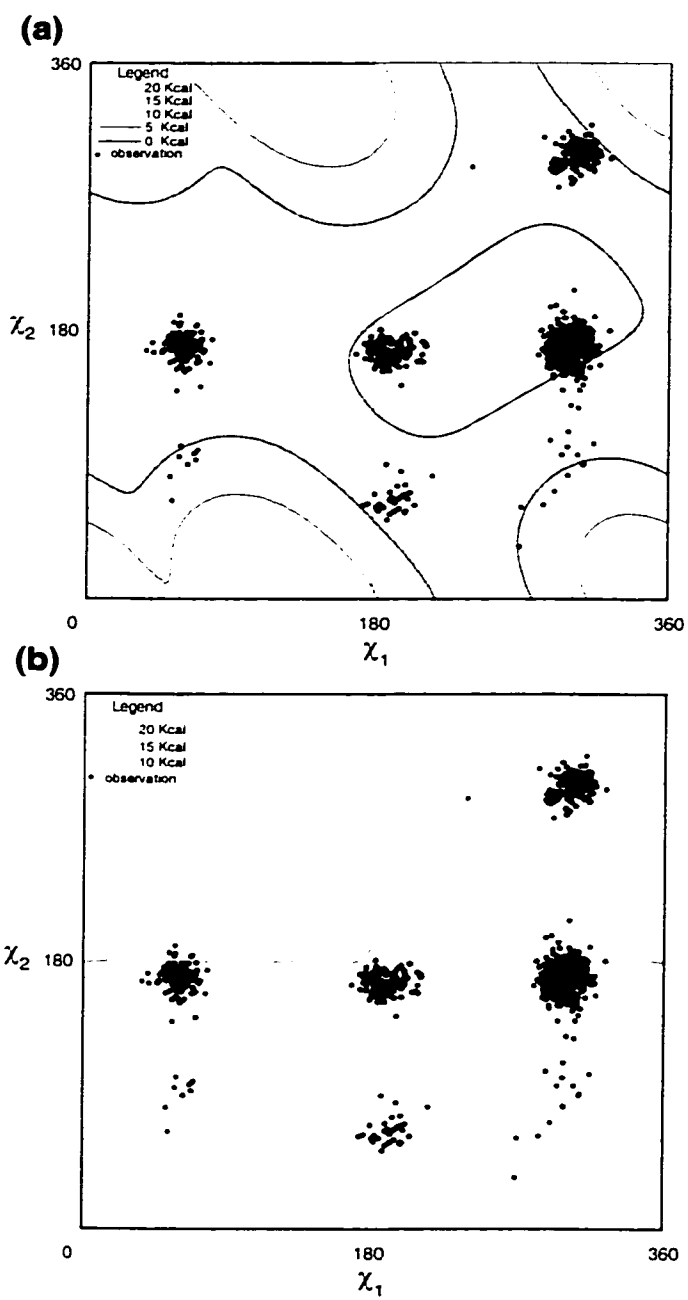 (a)
360
Legend
20 Kcal
15 Kcal
10 Kcal
5 Kcal
0 Kcal
observation
χ2 180
0 180 360
χ1
(b)
360
Legend
20 Kcal
15 Kcal
10 Kcal
observation
χ2 180
0 180 360
χ1